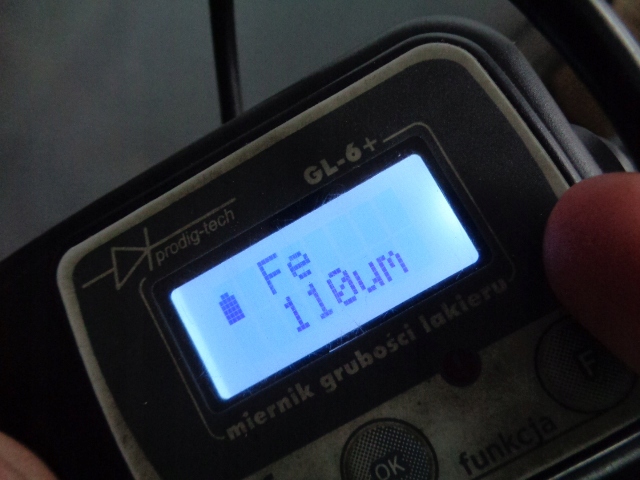 GL-6+
prodig-tech
Fe
110um
miernik grubości lakieru
F
OK
funkcja